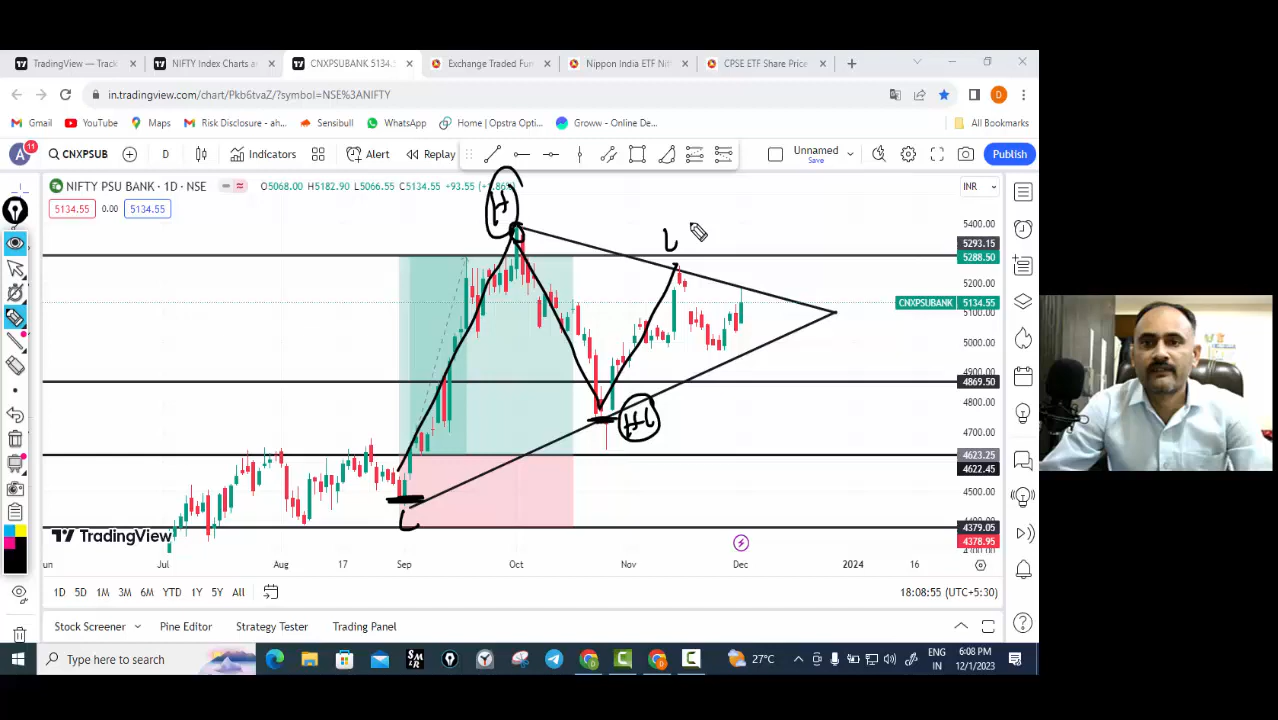 TradingView — Track
NIFTY Index Charts a
CNXPSUBANK 5134.5
Exchange Traded Fun
Nippon India ETF Nif
CPSE ETF Share Price
in.tradingview.com/chart/Pkb6tvaZ/?symbol=NSE%3ANIFTY
D
Gmail
YouTube
Maps
Risk Disclosure - ah...
Sensibull
WhatsApp
Home | Opstra Opti...
Groww - Online De...
All Bookmarks
A
11
CNXPSUB
D
Indicators
Alert
Replay
Unnamed
Save
Publish
NIFTY PSU BANK · 1D · NSE
O5068.00 H5182.90 L5066.55 C5134.55 +93.55
INR
5134.55
0.00
5134.55
H
L
5400.00
5293.15
5288.50
5200.00
CNXPSUBANK 5134.55
5100.00
5000.00
4900.00
4869.50
4800.00
HL
4700.00
4623.25
4622.45
4500.00
L
4379.05
4378.95
4300.00
TradingView
Jul
Aug
17
Sep
Oct
Nov
Dec
2024
16
1D
5D
1M
3M
6M
YTD
1Y
5Y
All
18:08:55 (UTC+5:30)
Stock Screener
Pine Editor
Strategy Tester
Trading Panel
Type here to search
27°C
ENG
IN
6:08 PM
12/1/2023